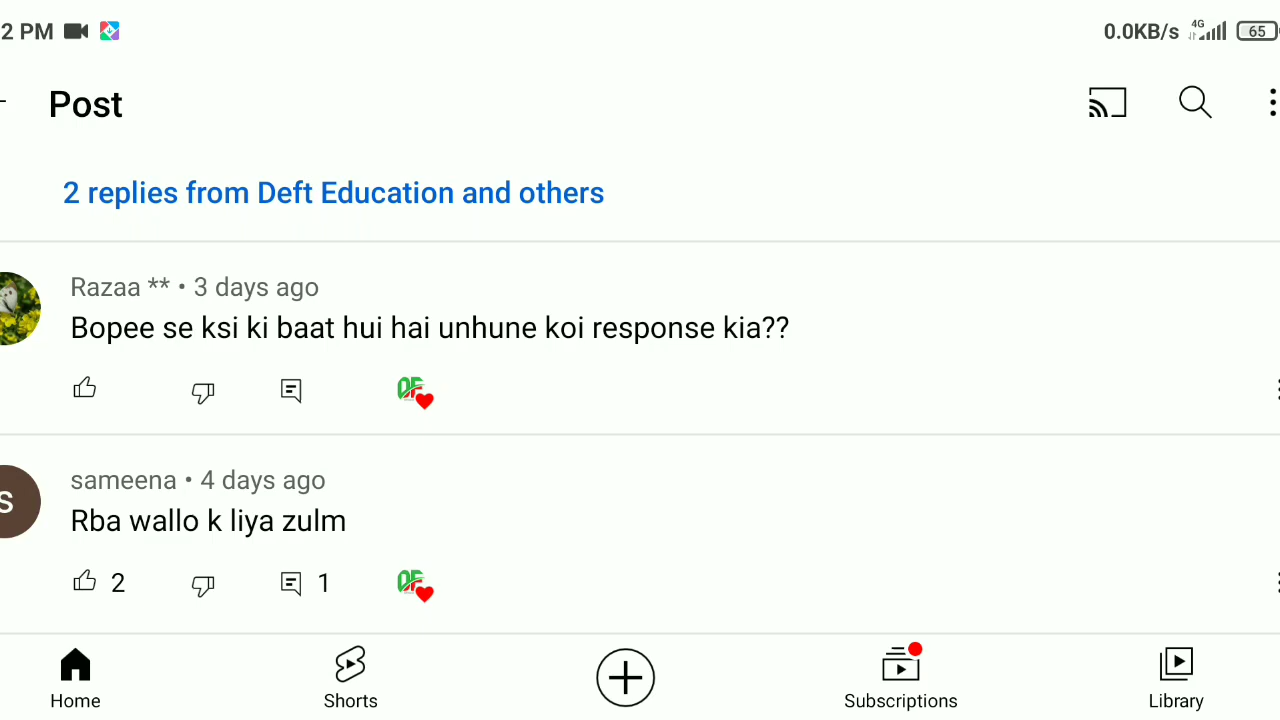 2 PM 0.0KB/s 4G 65
Post
2 replies from Deft Education and others
Razaa ** • 3 days ago
Bopee se ksi ki baat hui hai unhune koi response kia??
sameena • 4 days ago
S
Rba wallo k liya zulm
2 1
Home Shorts Subscriptions Library